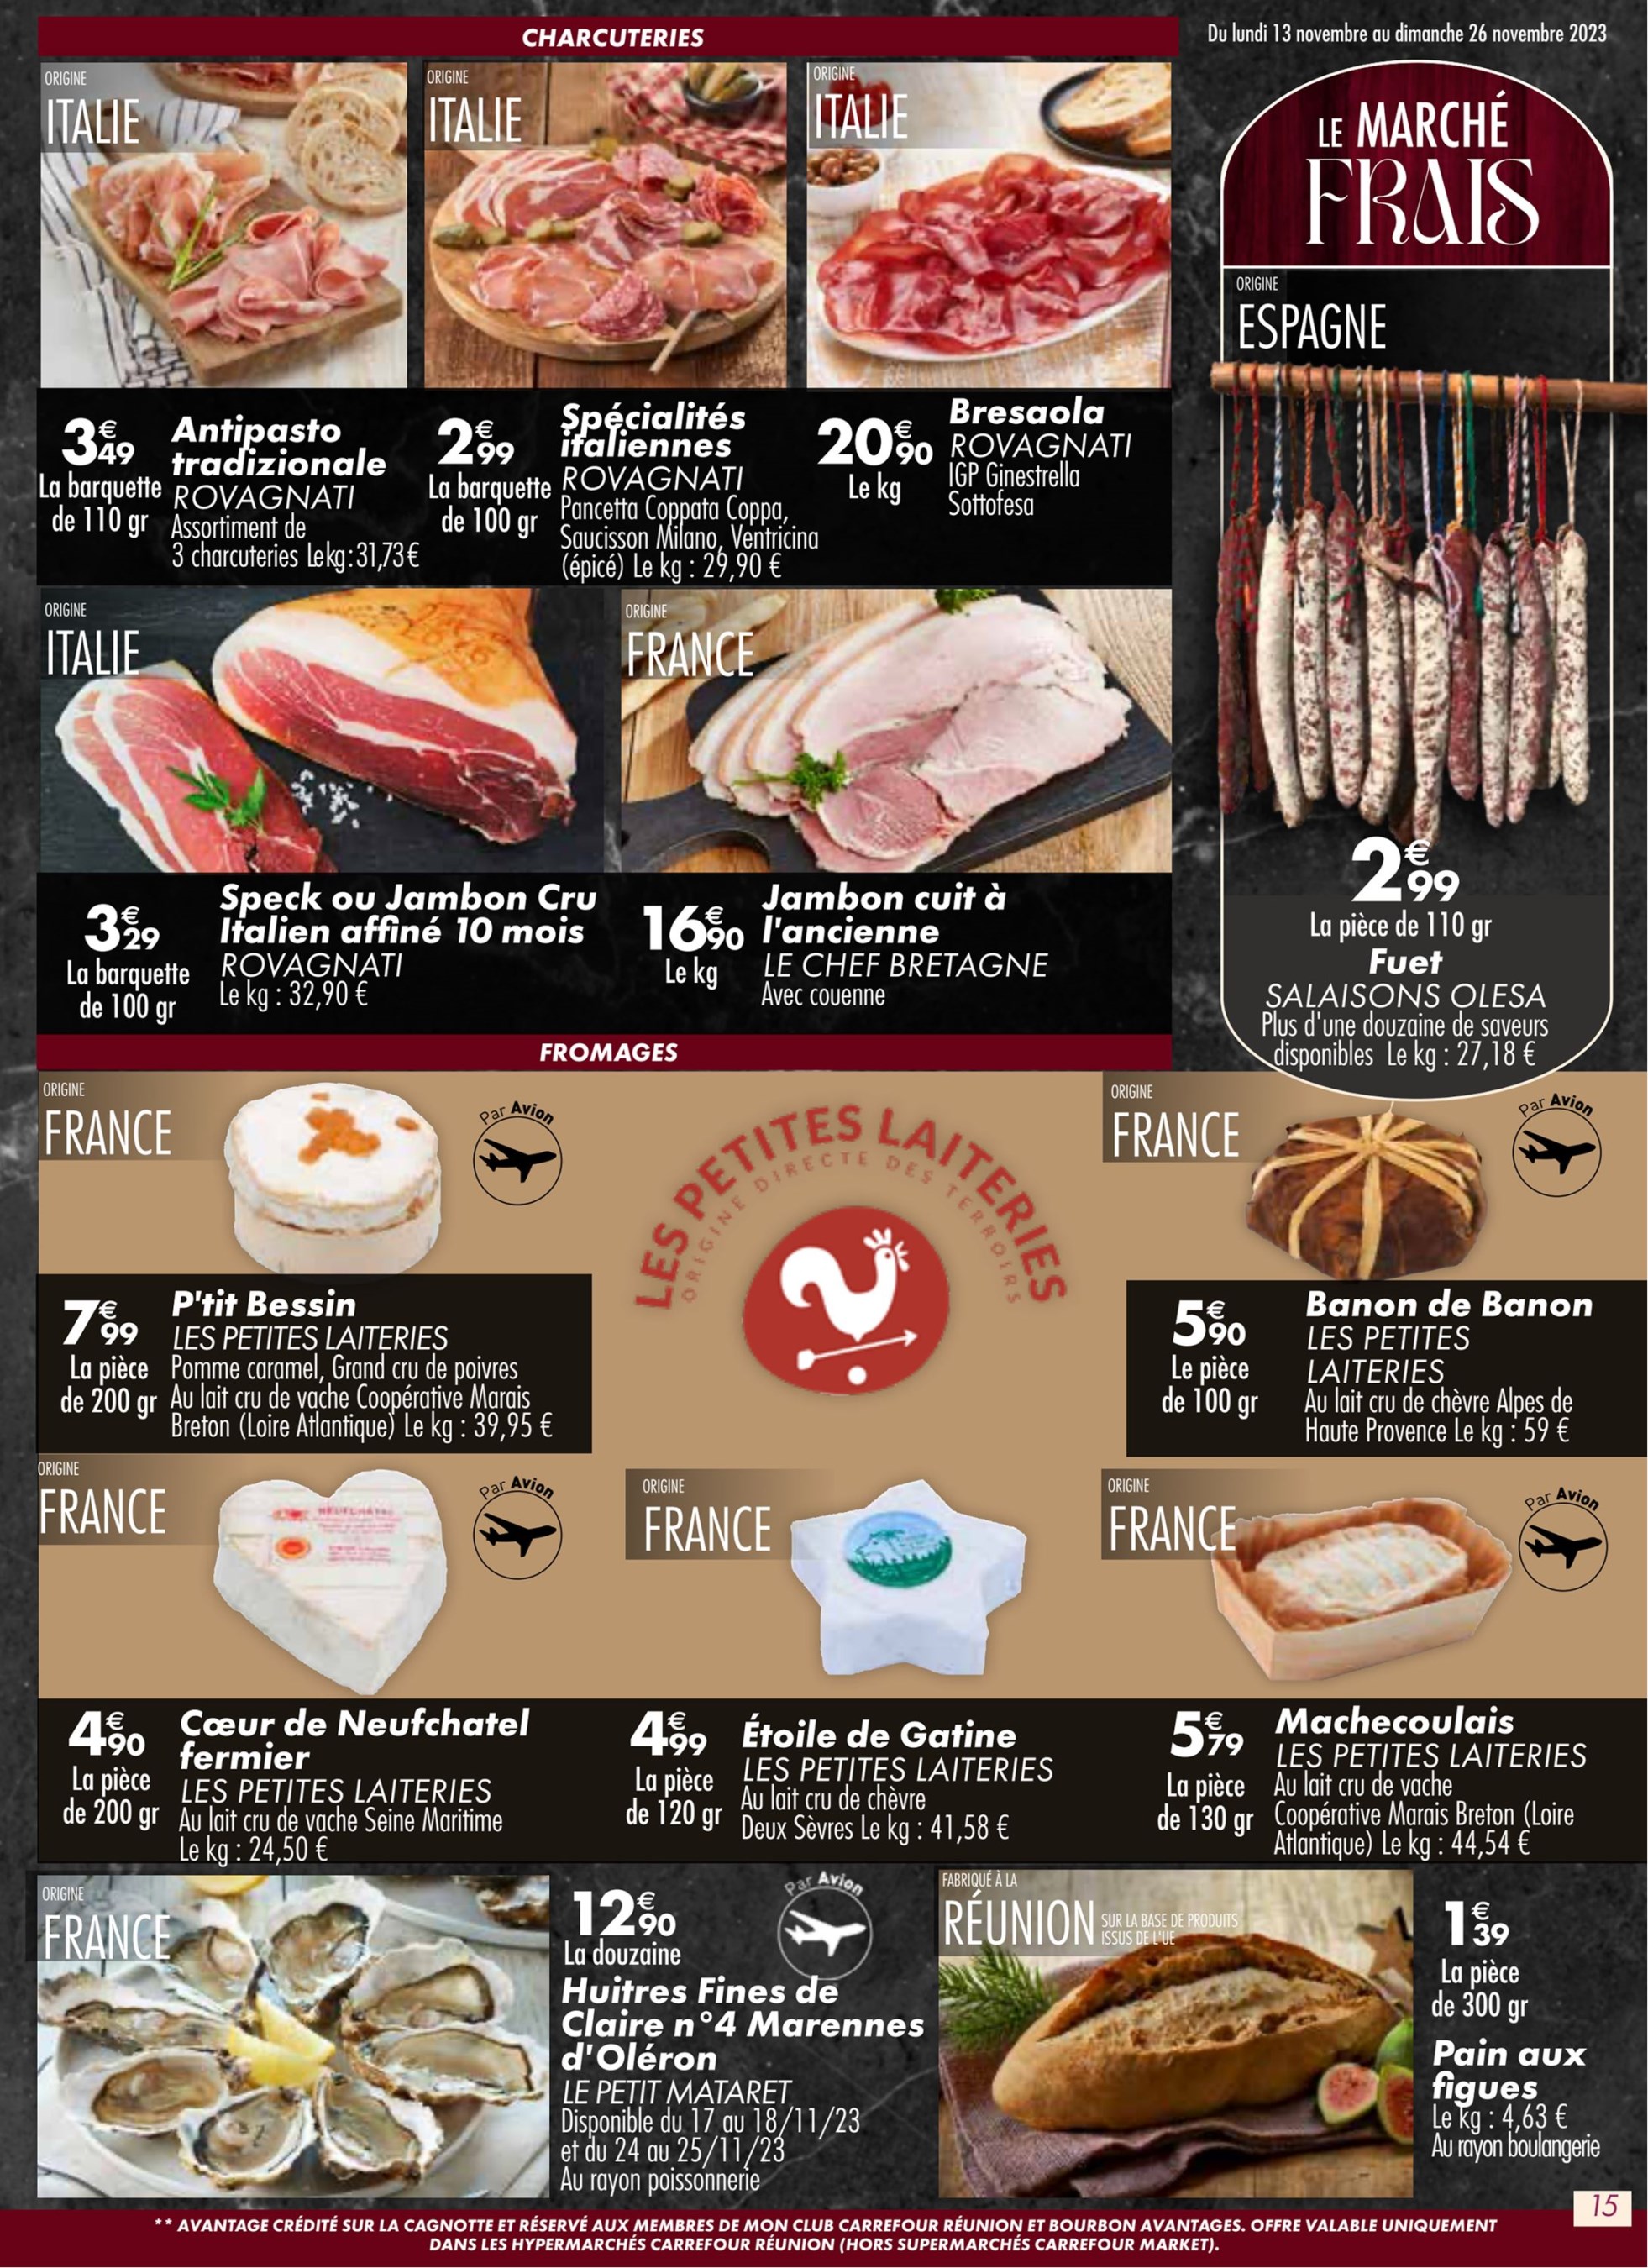 CHARCUTERIES
Du lundi 13 novembre au dimanche 26 novembre 2023
LE MARCHÉ
FRAIS
ORIGINE
ITALIE
ORIGINE
ITALIE
ORIGINE
ITALIE
ORIGINE
ESPAGNE
3€49
La barquette
de 110 gr
Antipasto
tradizionale
ROVAGNATI
Assortiment de
3 charcuteries Le kg : 31,73 €
2€99
La barquette
de 100 gr
Spécialités
italiennes
ROVAGNATI
Pancetta Coppata Coppa,
Saucisson Milano, Ventricina
(épicé) Le kg : 29,90 €
20€90
Le kg
Bresaola
ROVAGNATI
IGP Ginestrella
Sottofesa
ORIGINE
ITALIE
ORIGINE
FRANCE
3€29
La barquette
de 100 gr
Speck ou Jambon Cru
Italien affiné 10 mois
ROVAGNATI
Le kg : 32,90 €
16€90
Le kg
Jambon cuit à
l'ancienne
LE CHEF BRETAGNE
Avec couenne
2€99
La pièce de 110 gr
Fuet
SALAISONS OLESA
Plus d'une douzaine de saveurs
disponibles Le kg : 27,18 €
FROMAGES
ORIGINE
FRANCE
Par Avion
LES PETITES LAITERIES
ORIGINE DIRECTE DES TERROIRS
ORIGINE
FRANCE
Par Avion
7€99
La pièce
de 200 gr
P'tit Bessin
LES PETITES LAITERIES
Pomme caramel, Grand cru de poivres
Au lait cru de vache Coopérative Marais
Breton (Loire Atlantique) Le kg : 39,95 €
5€90
Le pièce
de 100 gr
Banon de Banon
LES PETITES
LAITERIES
Au lait cru de chèvre Alpes de
Haute Provence Le kg : 59 €
ORIGINE
FRANCE
NEUFCHATEL
Par Avion
ORIGINE
FRANCE
ORIGINE
FRANCE
Par Avion
4€90
La pièce
de 200 gr
Cœur de Neufchatel
fermier
LES PETITES LAITERIES
Au lait cru de vache Seine Maritime
Le kg : 24,50 €
4€99
La pièce
de 120 gr
Étoile de Gatine
LES PETITES LAITERIES
Au lait cru de chèvre
Deux Sèvres Le kg : 41,58 €
5€79
La pièce
de 130 gr
Machecoulais
LES PETITES LAITERIES
Au lait cru de vache
Coopérative Marais Breton (Loire
Atlantique) Le kg : 44,54 €
ORIGINE
FRANCE
12€90
La douzaine
Par Avion
Huitres Fines de
Claire n°4 Marennes
d'Oléron
LE PETIT MATARET
Disponible du 17 au 18/11/23
et du 24 au 25/11/23
Au rayon poissonnerie
FABRIQUÉ À LA
RÉUNION SUR LA BASE DE PRODUITS
ISSUS DE L'UE
1€39
La pièce
de 300 gr
Pain aux
figues
Le kg : 4,63 €
Au rayon boulangerie
15
** AVANTAGE CRÉDITÉ SUR LA CAGNOTTE ET RÉSERVÉ AUX MEMBRES DE MON CLUB CARREFOUR RÉUNION ET BOURBON AVANTAGES. OFFRE VALABLE UNIQUEMENT
DANS LES HYPERMARCHÉS CARREFOUR RÉUNION (HORS SUPERMARCHÉS CARREFOUR MARKET).